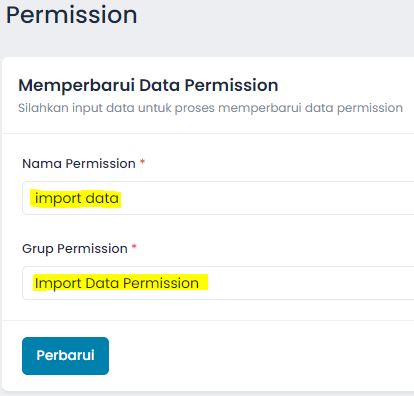 Permission
Memperbarui Data Permission
Silahkan input data untuk proses memperbarui data permission
Nama Permission *
import data
Grup Permission *
Import Data Permission
Perbarui